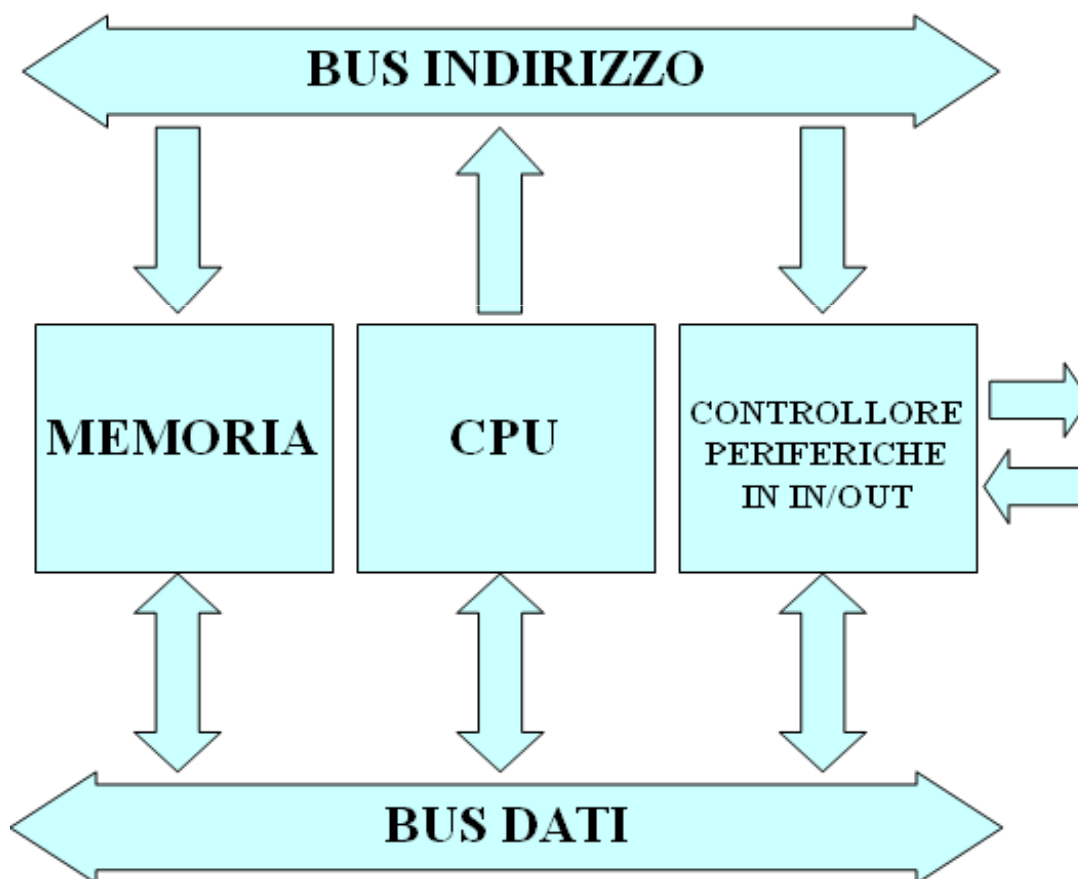 BUS INDIRIZZO
MEMORIA
CPU
CONTROLLORE
PERIFERICHE
IN IN/OUT
BUS DATI